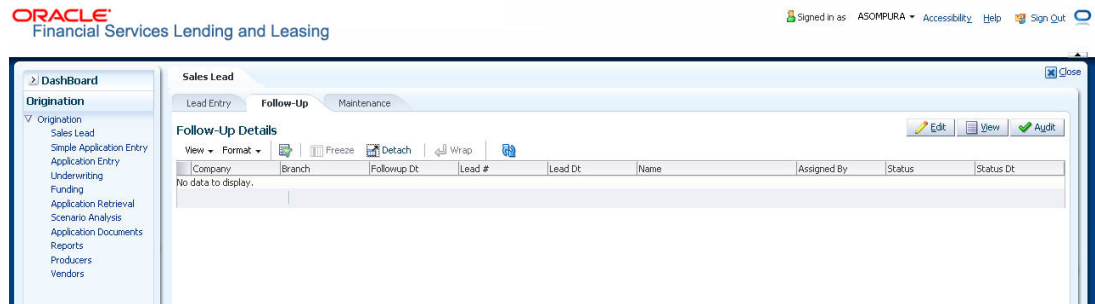 ORACLE
Financial Services Lending and Leasing
Signed in as ASOMPURA Accessibility Help Sign Out
Close
DashBoard
Origination
Origination
Sales Lead
Simple Application Entry
Application Entry
Underwriting
Funding
Application Retrieval
Scenario Analysis
Application Documents
Reports
Producers
Vendors
Sales Lead
Lead Entry Follow-Up Maintenance
Follow-Up Details
Edit View Audit
View Format Freeze Detach Wrap
Company Branch Followup Dt Lead # Lead Dt Name Assigned By Status Status Dt
No data to display.